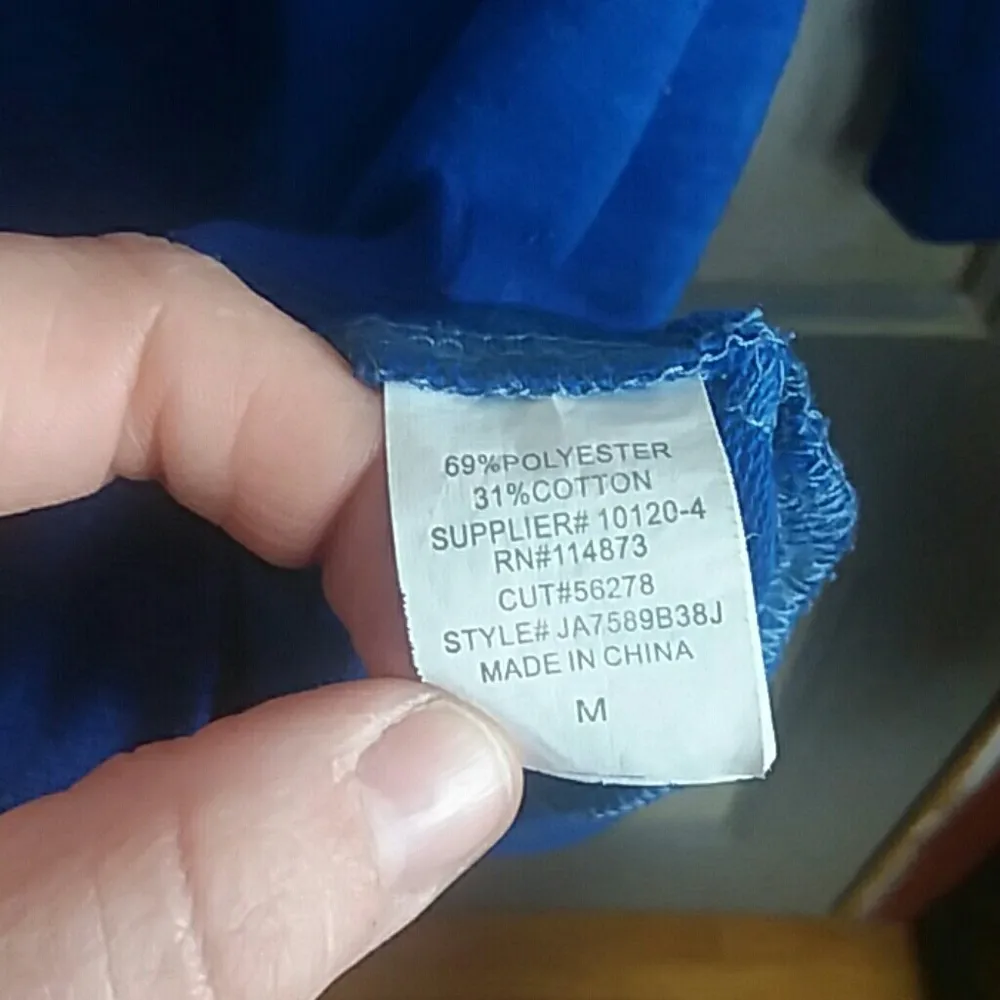 69%POLYESTER
31%COTTON
SUPPLIER# 10120-4
RN#114873
CUT#56278
STYLE# JA7589B38J
MADE IN CHINA
M